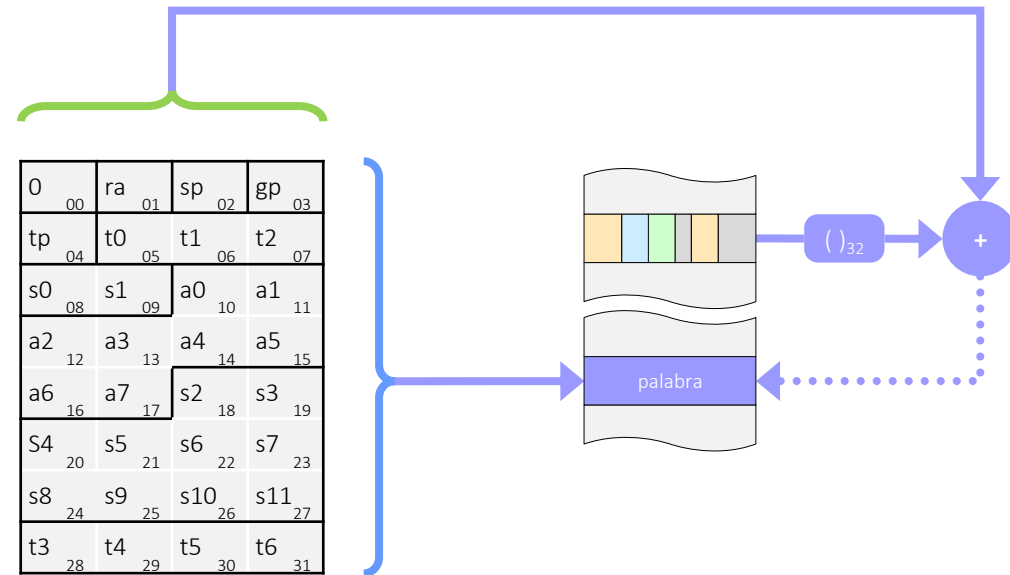 0 00 ra 01 sp 02 gp 03
tp 04 t0 05 t1 06 t2 07
s0 08 s1 09 a0 10 a1 11
a2 12 a3 13 a4 14 a5 15
a6 16 a7 17 s2 18 s3 19
S4 20 s5 21 s6 22 s7 23
s8 24 s9 25 s10 26 s11 27
t3 28 t4 29 t5 30 t6 31
( )32
+
palabra